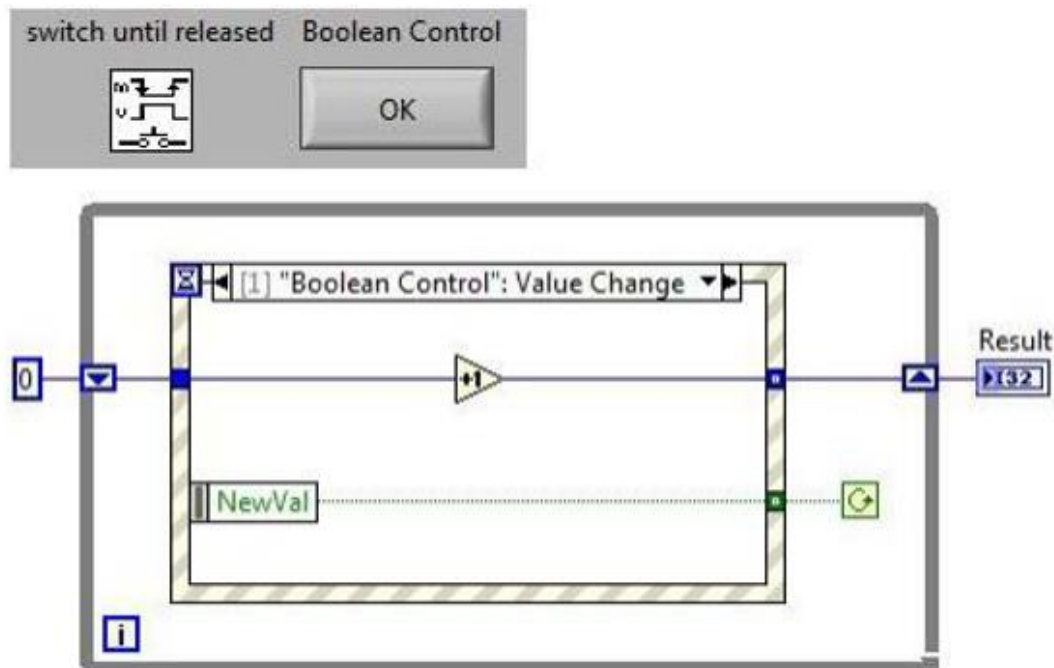 switch until released Boolean Control
m
v
OK
[1] "Boolean Control": Value Change
0
+1
Result
I32
NewVal
i